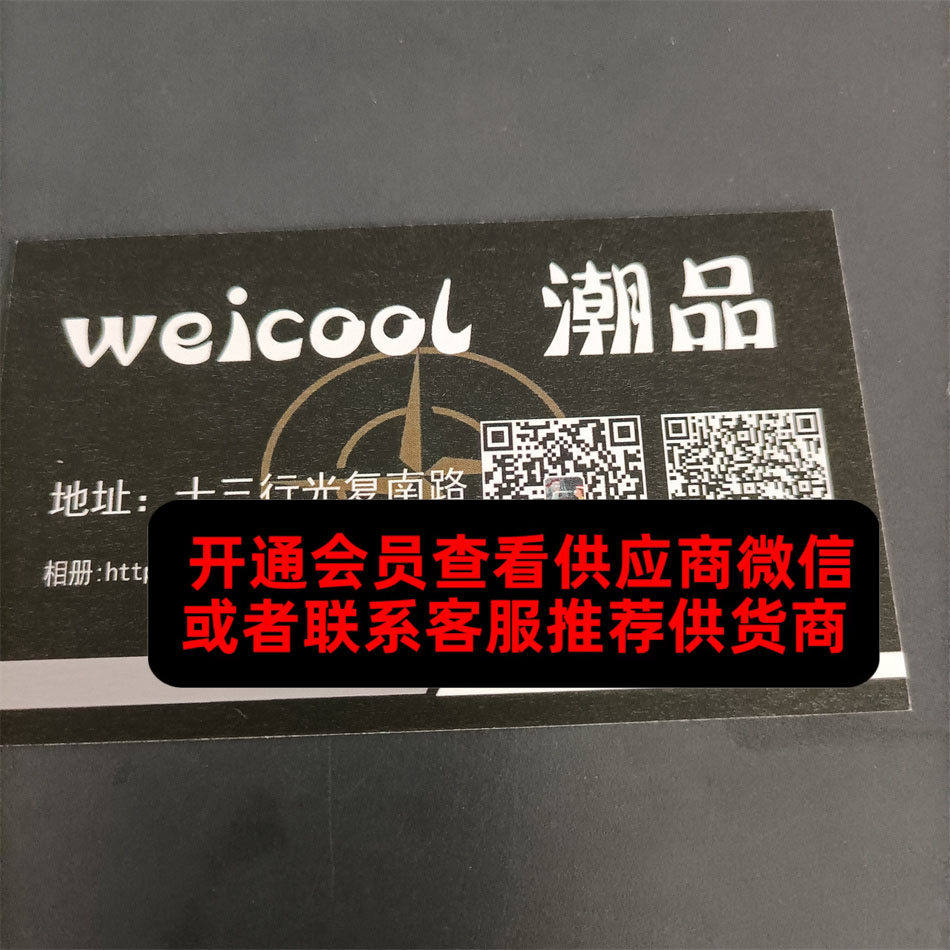 weicool 潮品
地址：十三行光复南路
相册:http
开通会员查看供应商微信
或者联系客服推荐供货商